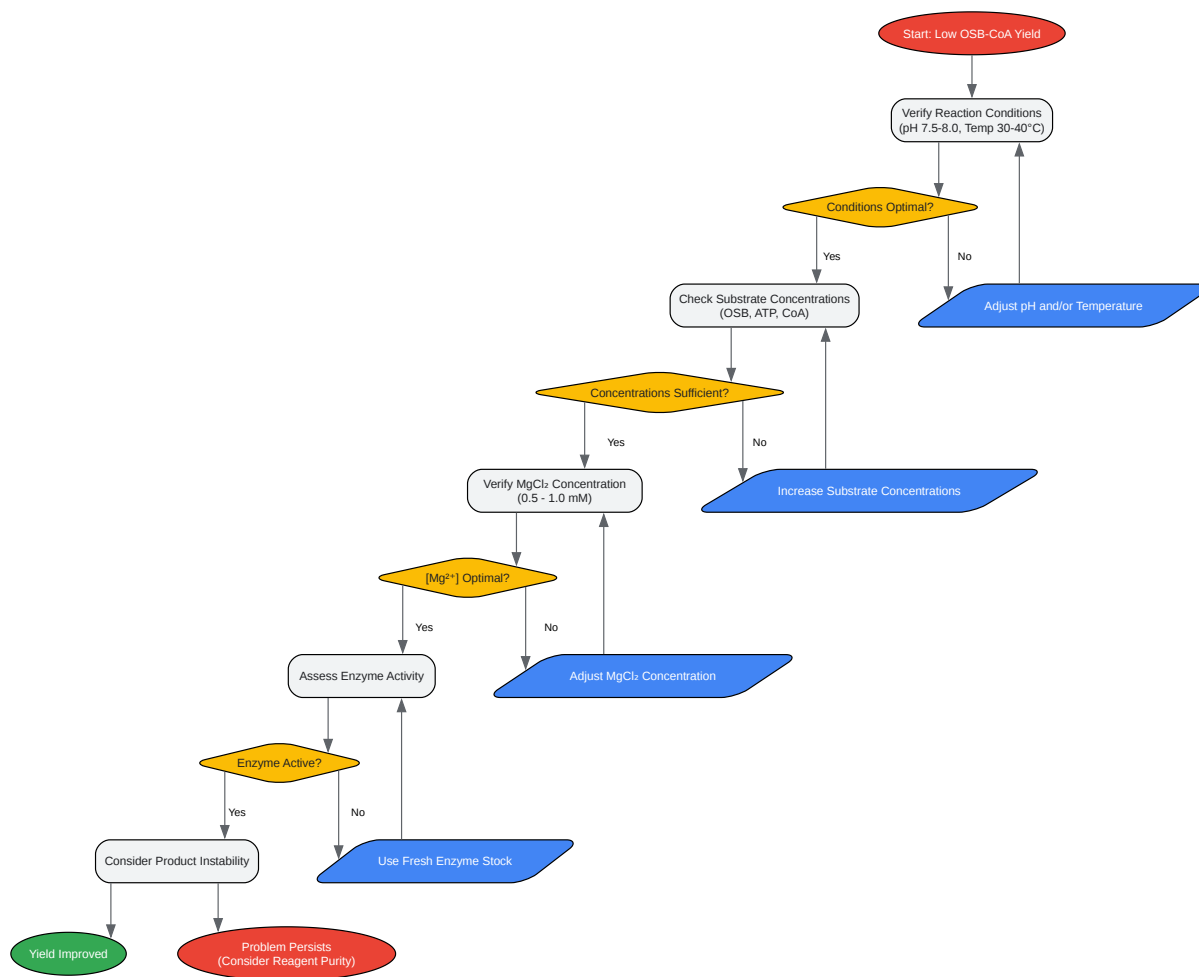 Start: Low OSB-CoA Yield
Verify Reaction Conditions
(pH 7.5-8.0, Temp 30-40°C)
Conditions Optimal?
Yes
No
Check Substrate Concentrations
(OSB, ATP, CoA)
Adjust pH and/or Temperature
Concentrations Sufficient?
Yes
No
Verify MgCl₂ Concentration
(0.5 - 1.0 mM)
Increase Substrate Concentrations
[Mg²⁺] Optimal?
Yes
No
Assess Enzyme Activity
Adjust MgCl₂ Concentration
Enzyme Active?
Yes
No
Consider Product Instability
Use Fresh Enzyme Stock
Yield Improved
Problem Persists
(Consider Reagent Purity)